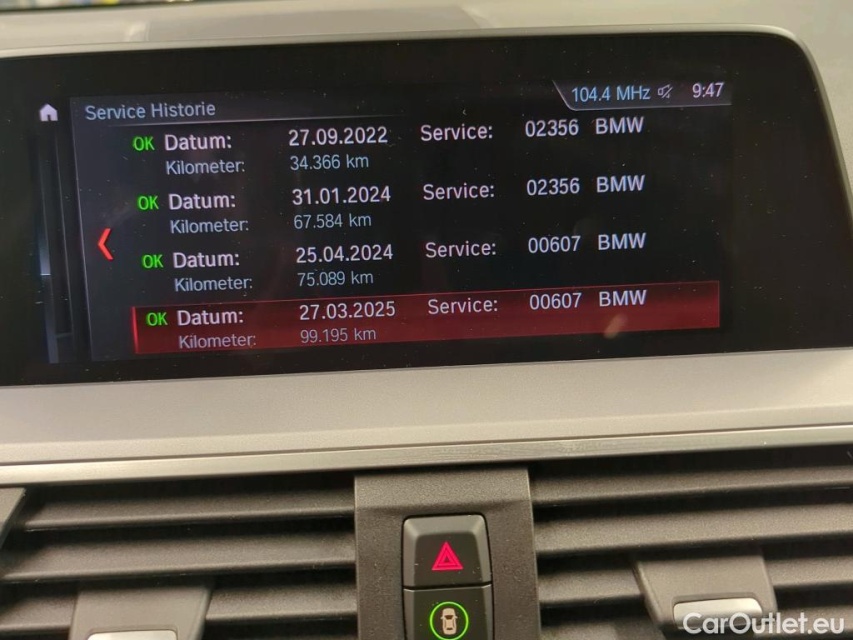 104.4 MHz 9:47
Service Historie
OK Datum: 27.09.2022 Service: 02356 BMW
Kilometer: 34.366 km
OK Datum: 31.01.2024 Service: 02356 BMW
Kilometer: 67.584 km
OK Datum: 25.04.2024 Service: 00607 BMW
Kilometer: 75.089 km
OK Datum: 27.03.2025 Service: 00607 BMW
Kilometer: 99.195 km
CarOutlet.eu